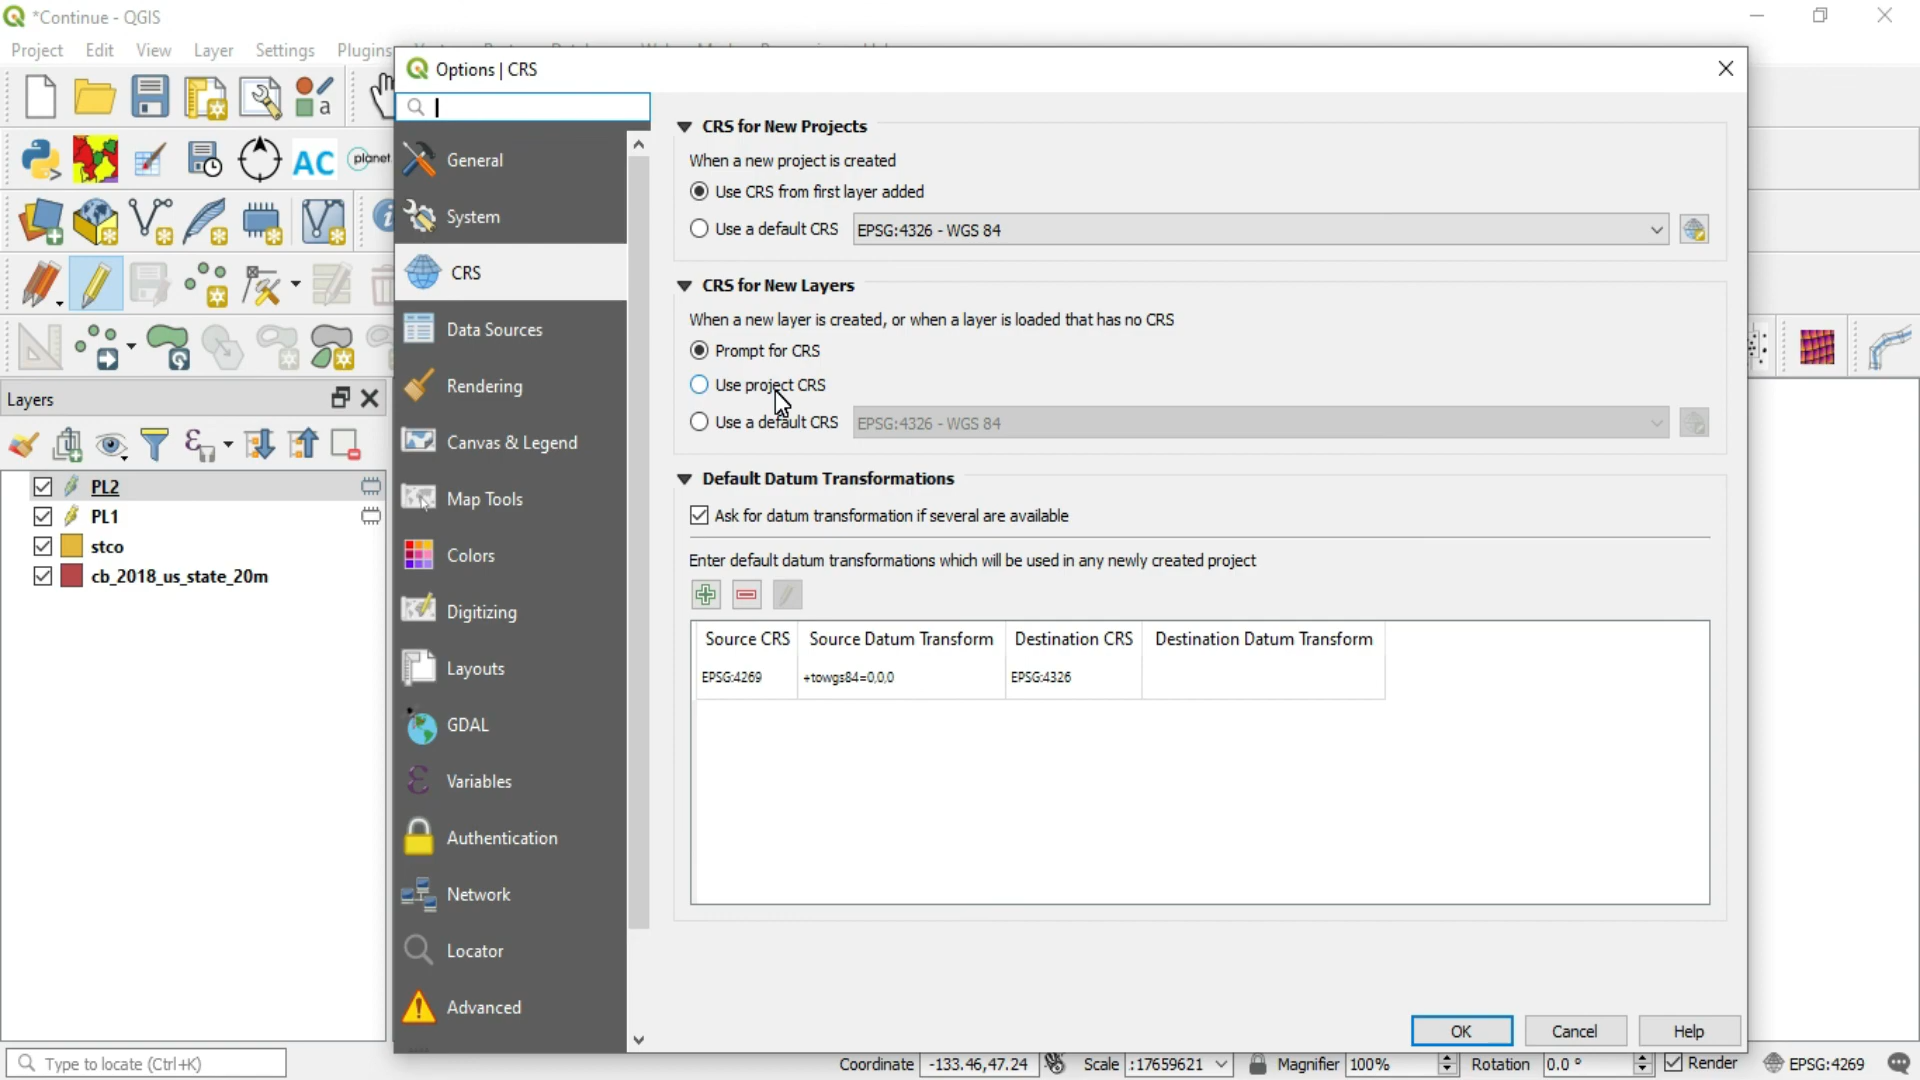 *Continue - QGIS
Project Edit View Layer Settings Plugins
Options | CRS
General
System
CRS
Data Sources
Rendering
Canvas & Legend
Map Tools
Colors
Digitizing
Layouts
GDAL
Variables
Authentication
Network
Locator
Advanced
CRS for New Projects
When a new project is created
Use CRS from first layer added
Use a default CRS EPSG:4326 - WGS 84
CRS for New Layers
When a new layer is created, or when a layer is loaded that has no CRS
Prompt for CRS
Use project CRS
Use a default CRS EPSG:4326 - WGS 84
Default Datum Transformations
Ask for datum transformation if several are available
Enter default datum transformations which will be used in any newly created project
Source CRS Source Datum Transform Destination CRS Destination Datum Transform
EPSG:4269 +towgs84=0,0,0 EPSG:4326
OK Cancel Help
a
AC planet
Layers
PL2
PL1
stco
cb_2018_us_state_20m
Type to locate (Ctrl+K)
Coordinate -133.46,47.24 Scale :17659621 Magnifier 100% Rotation 0.0 ° Render EPSG:4269